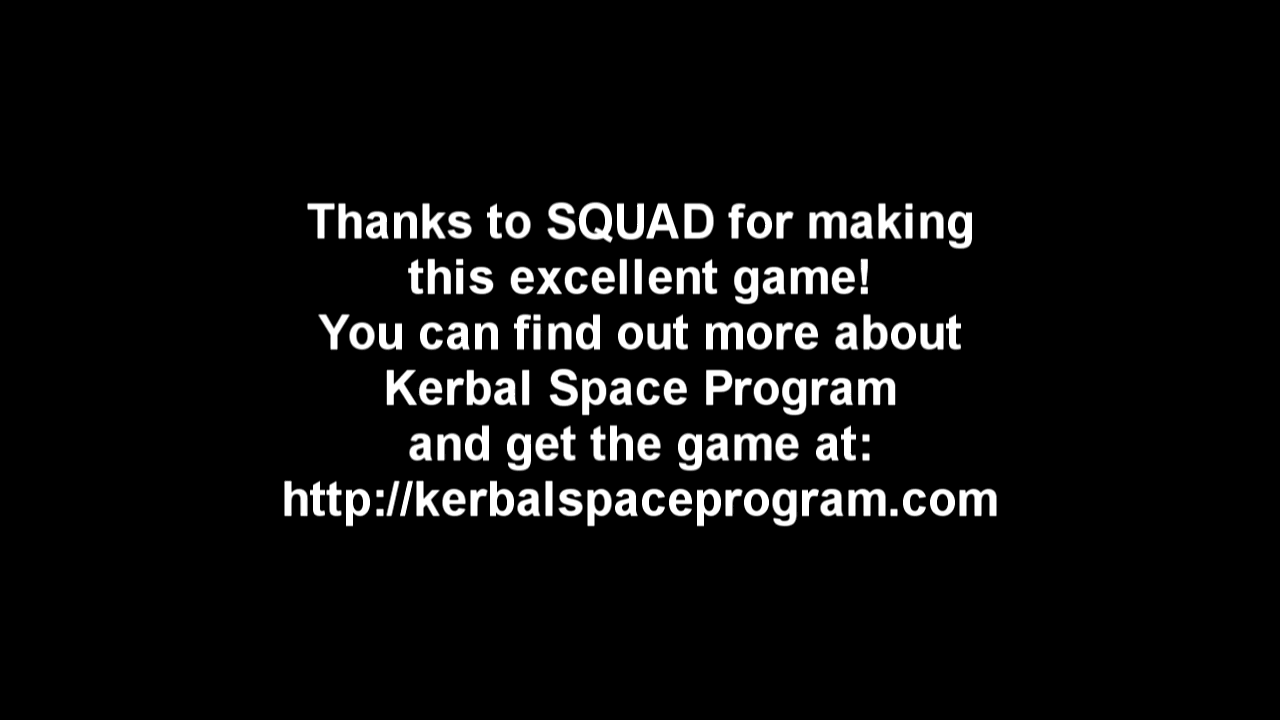 Thanks to SQUAD for making
this excellent game!
You can find out more about
Kerbal Space Program
and get the game at:
http://kerbalspaceprogram.com